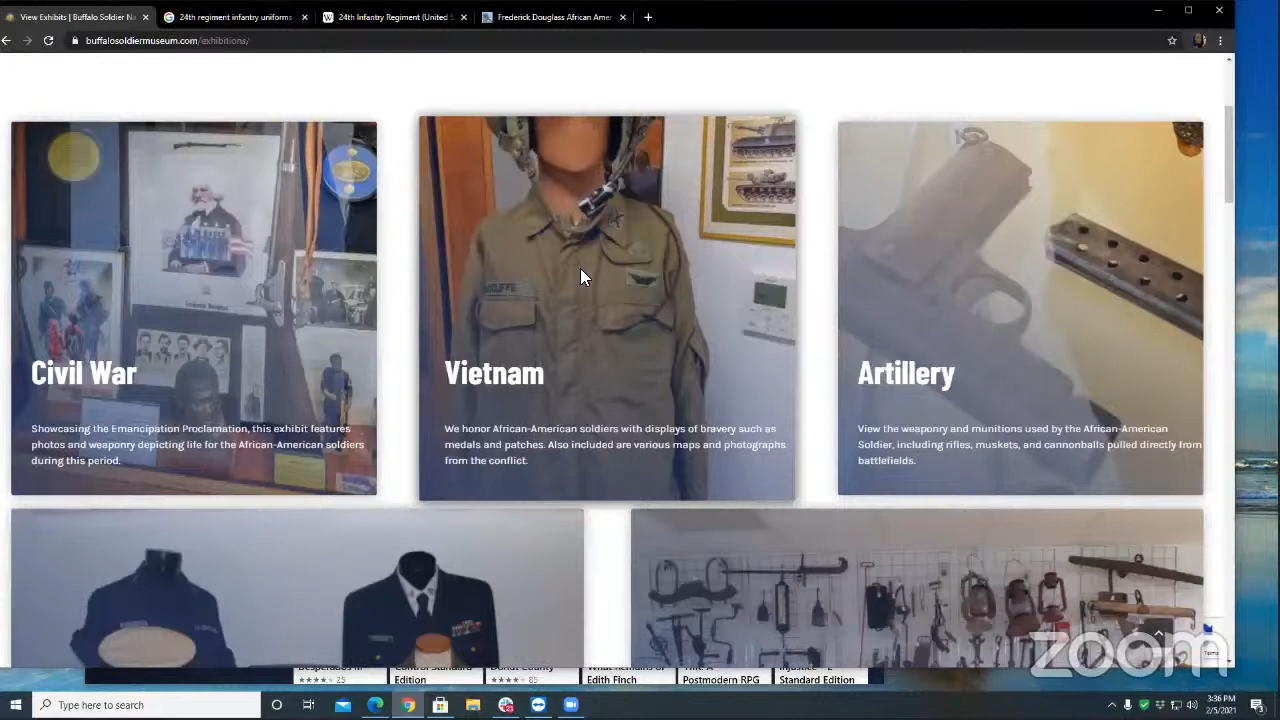 View Exhibits | Buffalo Soldier Na
24th regiment infantry uniforms
24th Infantry Regiment (United S
Frederick Douglass African Amer
buffalosoldiermuseum.com/exhibitions/
Civil War
Showcasing the Emancipation Proclamation, this exhibit features
photos and weaponry depicting life for the African-American soldiers
during this period.
Vietnam
We honor African-American soldiers with displays of bravery such as
medals and patches. Also included are various maps and photographs
from the conflict.
Artillery
View the weaponry and munitions used by the African-American
Soldier, including rifles, muskets, and cannonballs pulled directly from
battlefields.
zoom
Terms
25
Edition
85
Edith Finch
Postmodern RPG
Standard Edition
Type here to search
3:36 PM
2/5/2021